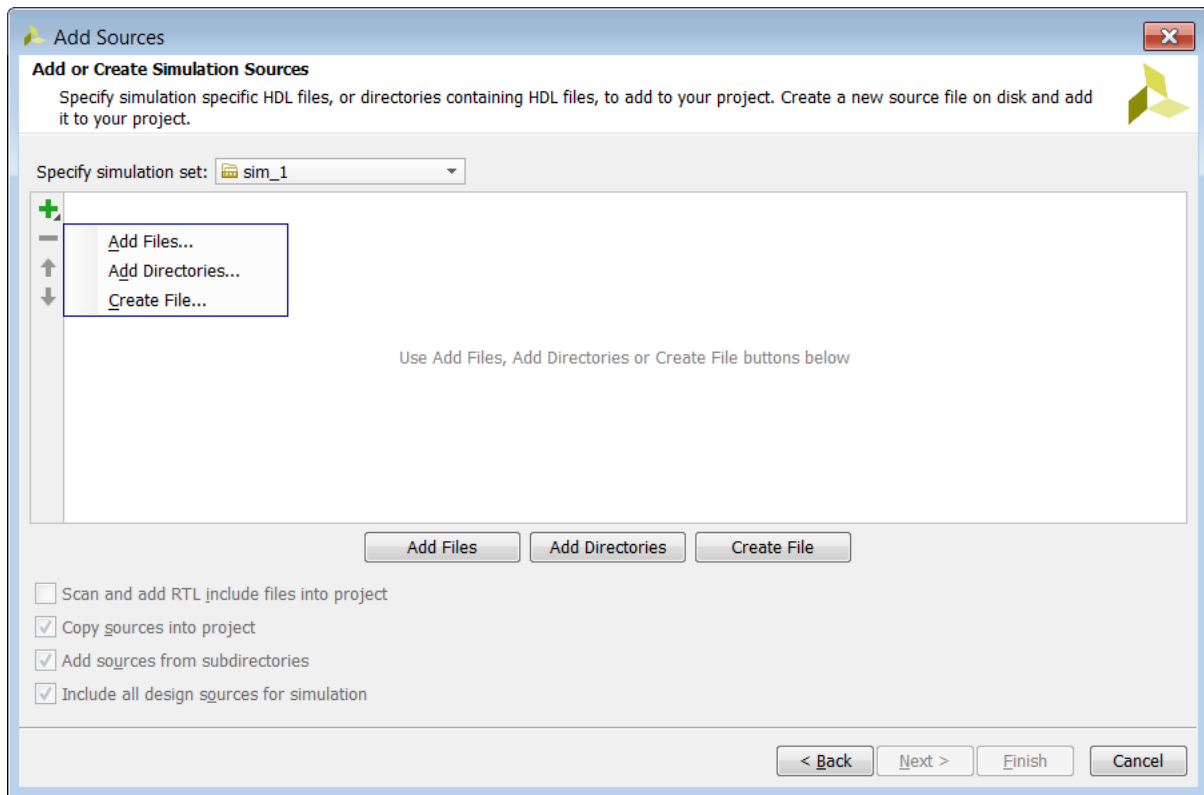 Add Sources
Add or Create Simulation Sources
Specify simulation specific HDL files, or directories containing HDL files, to add to your project. Create a new source file on disk and add
it to your project.
Specify simulation set: sim_1
Add Files...
Add Directories...
Create File...
Use Add Files, Add Directories or Create File buttons below
Add Files Add Directories Create File
Scan and add RTL include files into project
Copy sources into project
Add sources from subdirectories
Include all design sources for simulation
< Back Next > Finish Cancel